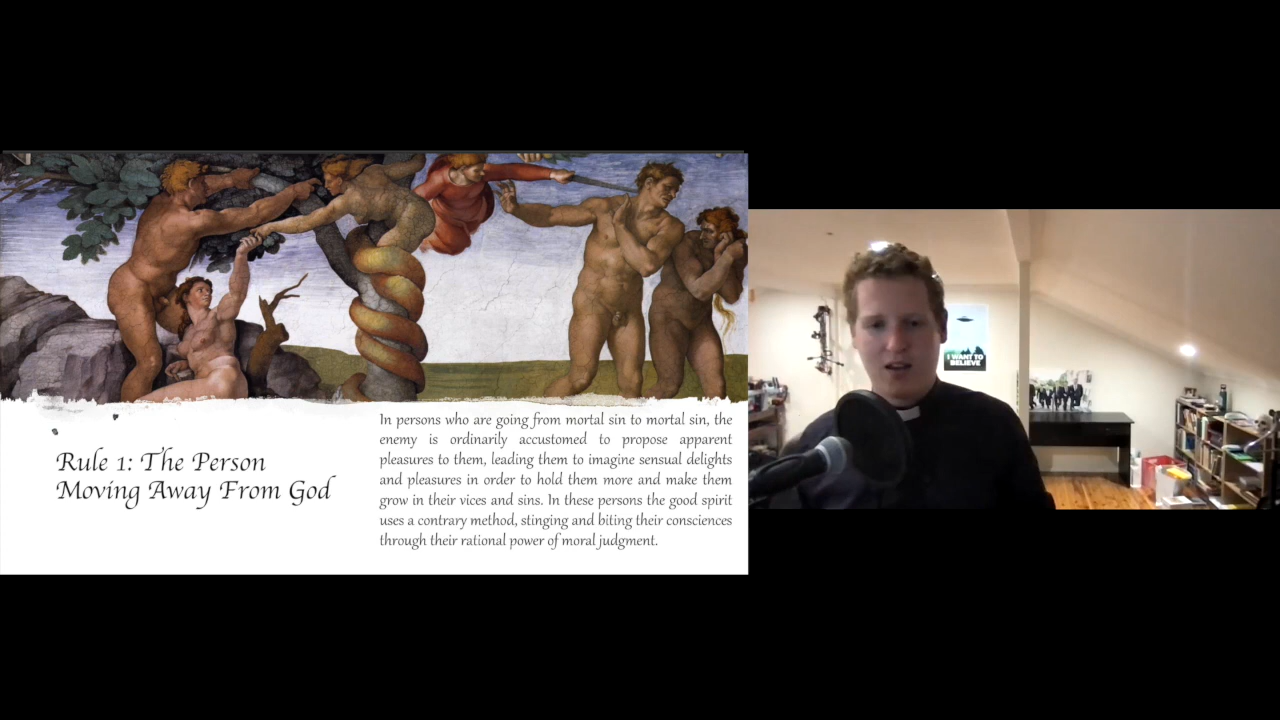 Rule 1: The Person
Moving Away From God
In persons who are going from mortal sin to mortal sin, the
enemy is ordinarily accustomed to propose apparent
pleasures to them, leading them to imagine sensual delights
and pleasures in order to hold them more and make them
grow in their vices and sins. In these persons the good spirit
uses a contrary method, stinging and biting their consciences
through their rational power of moral judgment.
I WANT TO
BELIEVE